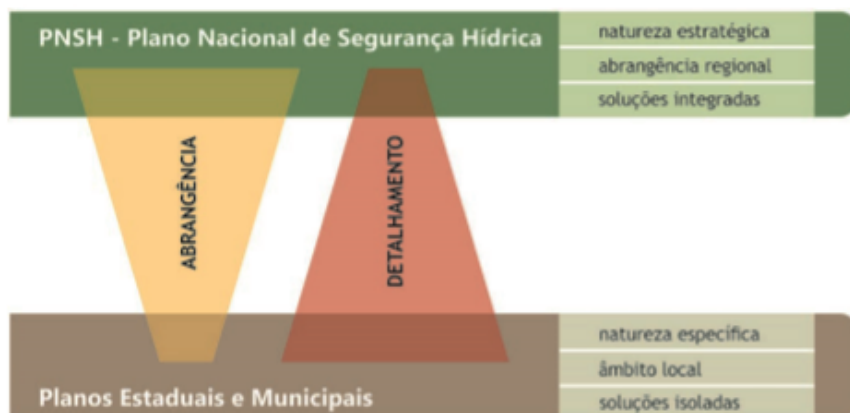 PNSH - Plano Nacional de Segurança Hídrica
natureza estratégica
abrangência regional
soluções integradas
ABRANGÊNCIA
DETALHAMENTO
natureza específica
âmbito local
Planos Estaduais e Municipais
soluções isoladas